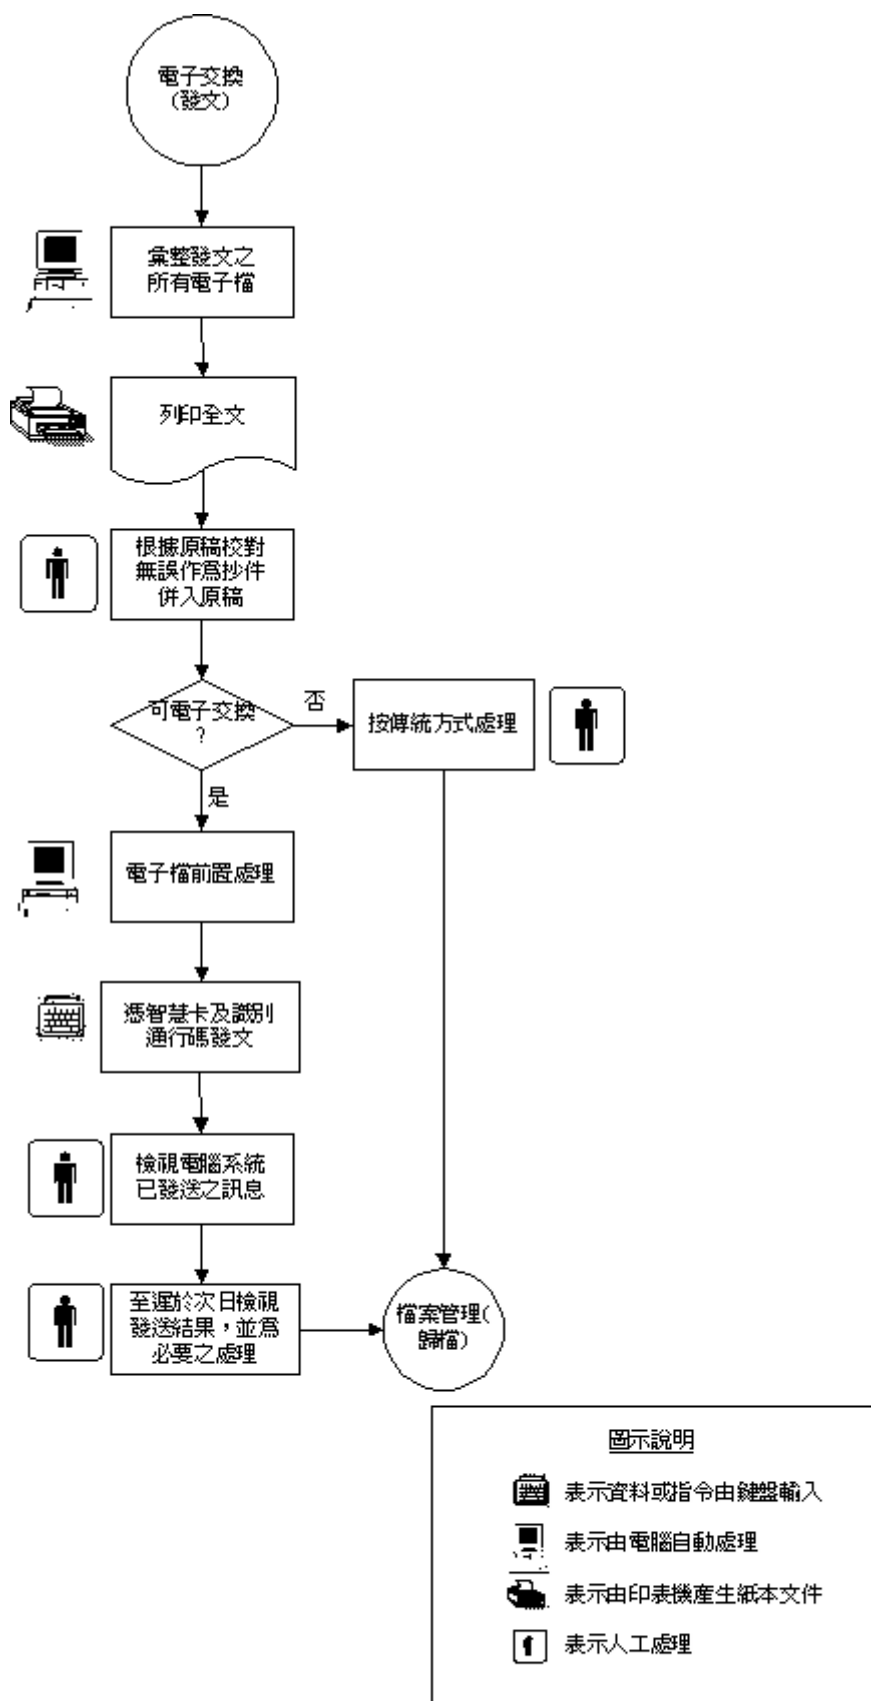 電子交換
(發文)
彙整發文之
所有電子檔
列印全文
根據原稿校對
無誤作為抄件
併入原稿
可電子交換
?
否
按傳統方式處理
是
電子檔前置處理
憑智慧卡及識別
通行碼發文
檢視電腦系統
已發送之訊息
至遲於次日檢視
發送結果，並為
必要之處理
檔案管理(
歸檔)
圖示說明
表示資料或指令由鍵盤輸入
表示由電腦自動處理
表示由印表機產生紙本文件
表示人工處理